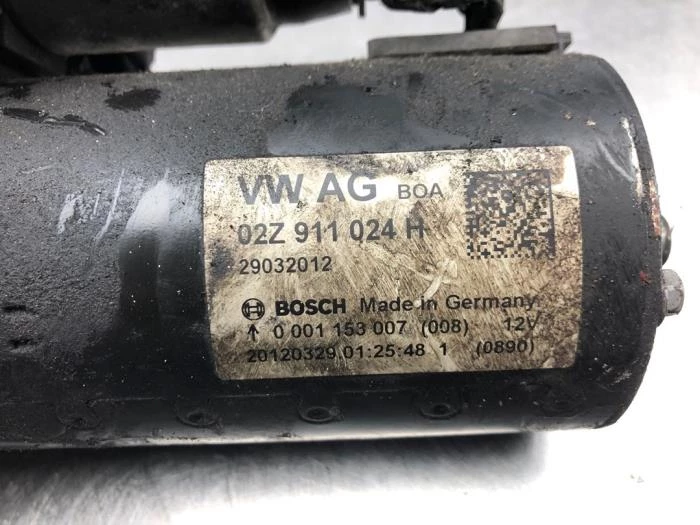 VW AG BOA
02Z 911 024 H
29032012
BOSCH Made in Germany
↑ 0 001 153 007 (008) 12V
20120329 01:25:48 1 (0890)